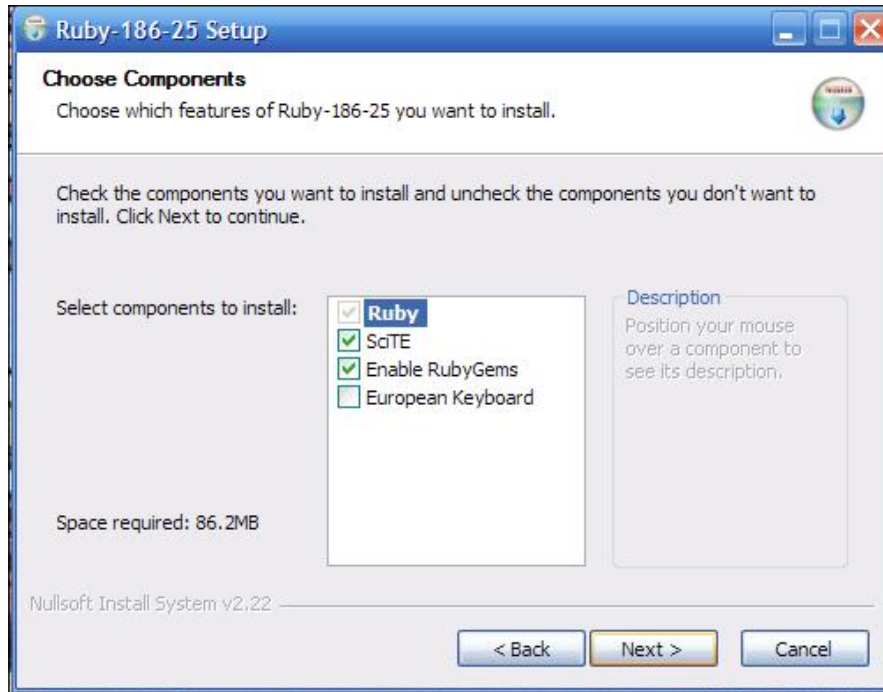 Ruby-186-25 Setup
Choose Components
Choose which features of Ruby-186-25 you want to install.
Check the components you want to install and uncheck the components you don't want to
install. Click Next to continue.
Select components to install:
Ruby
SciTE
Enable RubyGems
European Keyboard
Description
Position your mouse
over a component to
see its description.
Space required: 86.2MB
Nullsoft Install System v2.22
< Back
Next >
Cancel